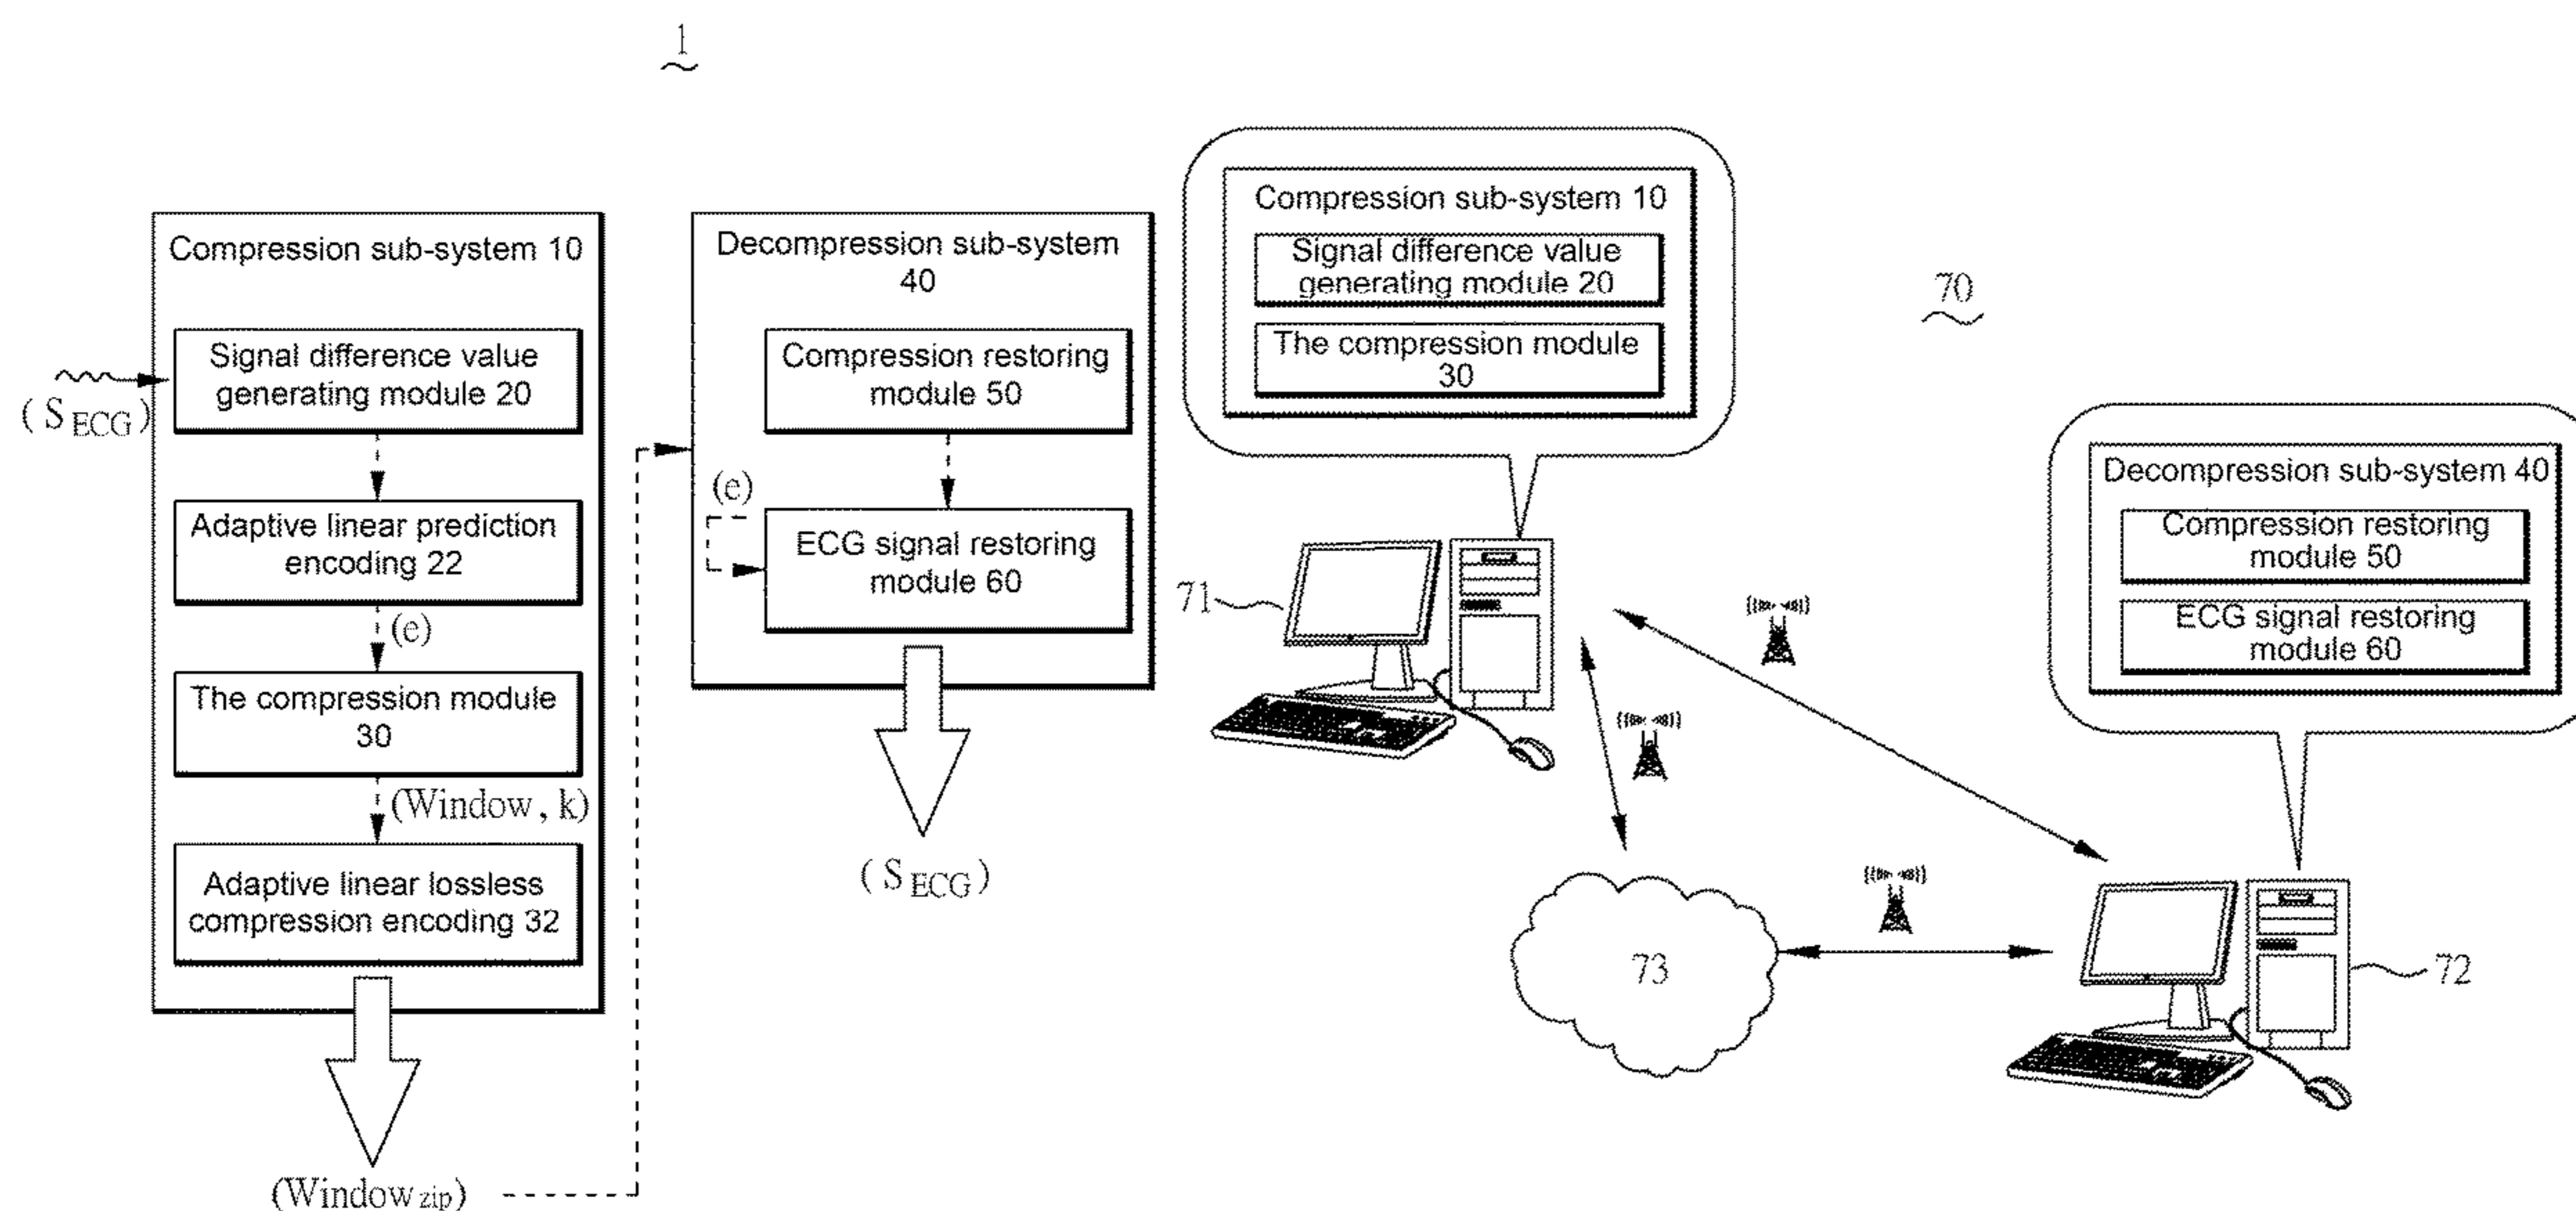 1
Compression sub-system 10
Signal difference value
generating module 20
(S ECG)
Adaptive linear prediction
encoding 22
(e)
The compression module
30
(Window, k)
Adaptive linear lossless
compression encoding 32
(Window zip)
Decompression sub-system
40
Compression restoring
module 50
(e)
ECG signal restoring
module 60
(S ECG)
Compression sub-system 10
Signal difference value
generating module 20
The compression module
30
70
71
Decompression sub-system 40
Compression restoring
module 50
ECG signal restoring
module 60
73
72